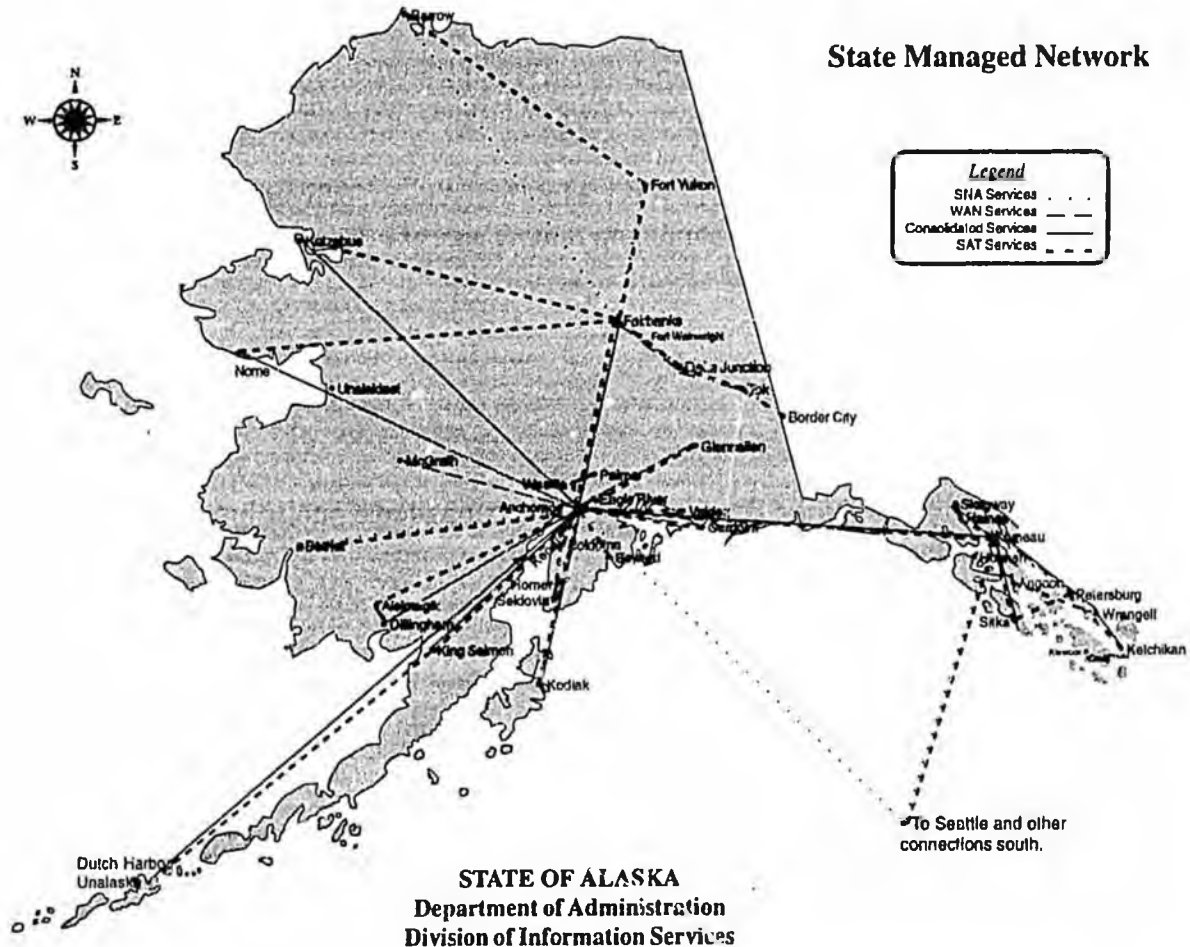 Barrow
State Managed Network
N
W
E
S
Legend
SNA Services
WAN Services
Consolidated Services
SAT Services
Fort Yukon
Kotzebue
Fairbanks
Fort Wainwright
Delta Junction
Tok
Nome
Unalakleet
Border City
Glennallen
McGrath
Palmer
Wasilla
Eagle River
Anchorage
Valdez
Cordova
Skagway
Haines
Juneau
Bethel
Soldotna
Seward
Hoonah
Homer
Angoon
Seldovia
Petersburg
Aleknagik
Sitka
Wrangell
Dillingham
King Salmon
Ketchikan
Kodiak
To Seattle and other
connections south.
Dutch Harbor
Unalaska
STATE OF ALASKA
Department of Administration
Division of Information Services